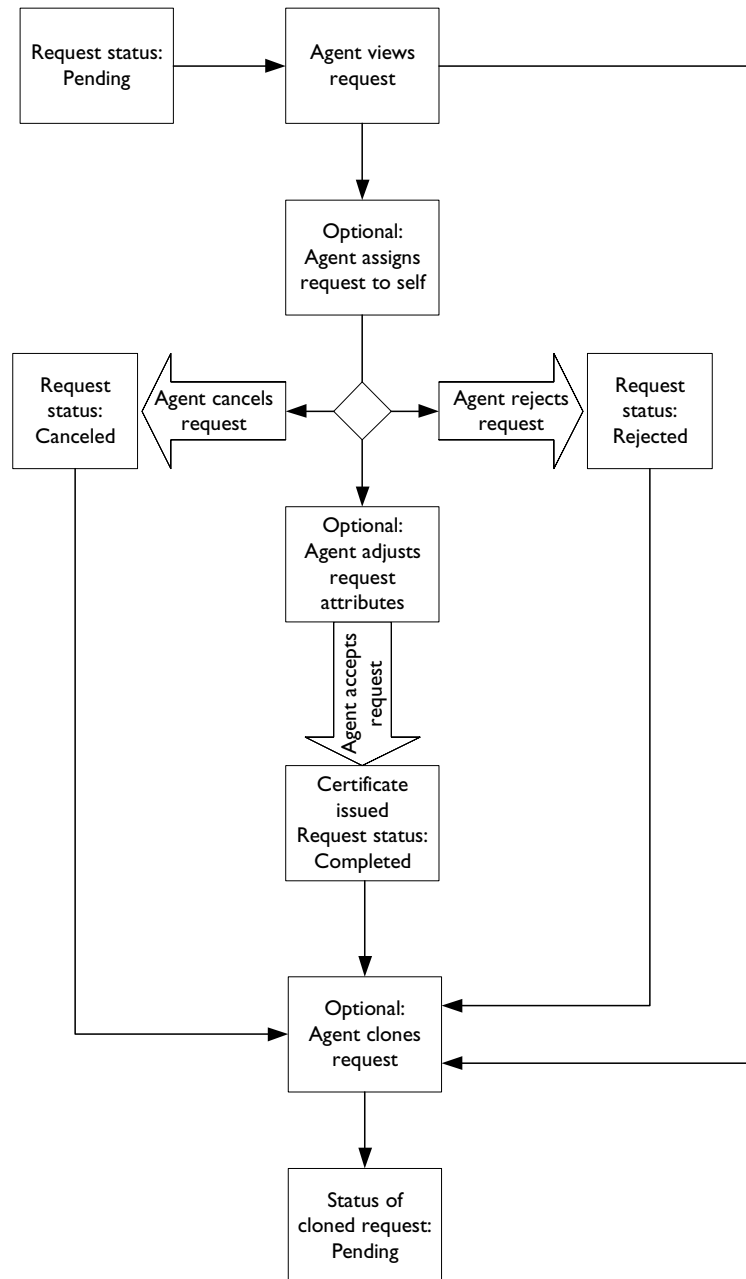 Request status:
Pending
Agent views
request
Optional:
Agent assigns
request to self
Request
status:
Canceled
Agent cancels
request
Agent rejects
request
Request
status:
Rejected
Optional:
Agent adjusts
request
attributes
Agent accepts
request
Certificate
issued
Request status:
Completed
Optional:
Agent clones
request
Status of
cloned request:
Pending